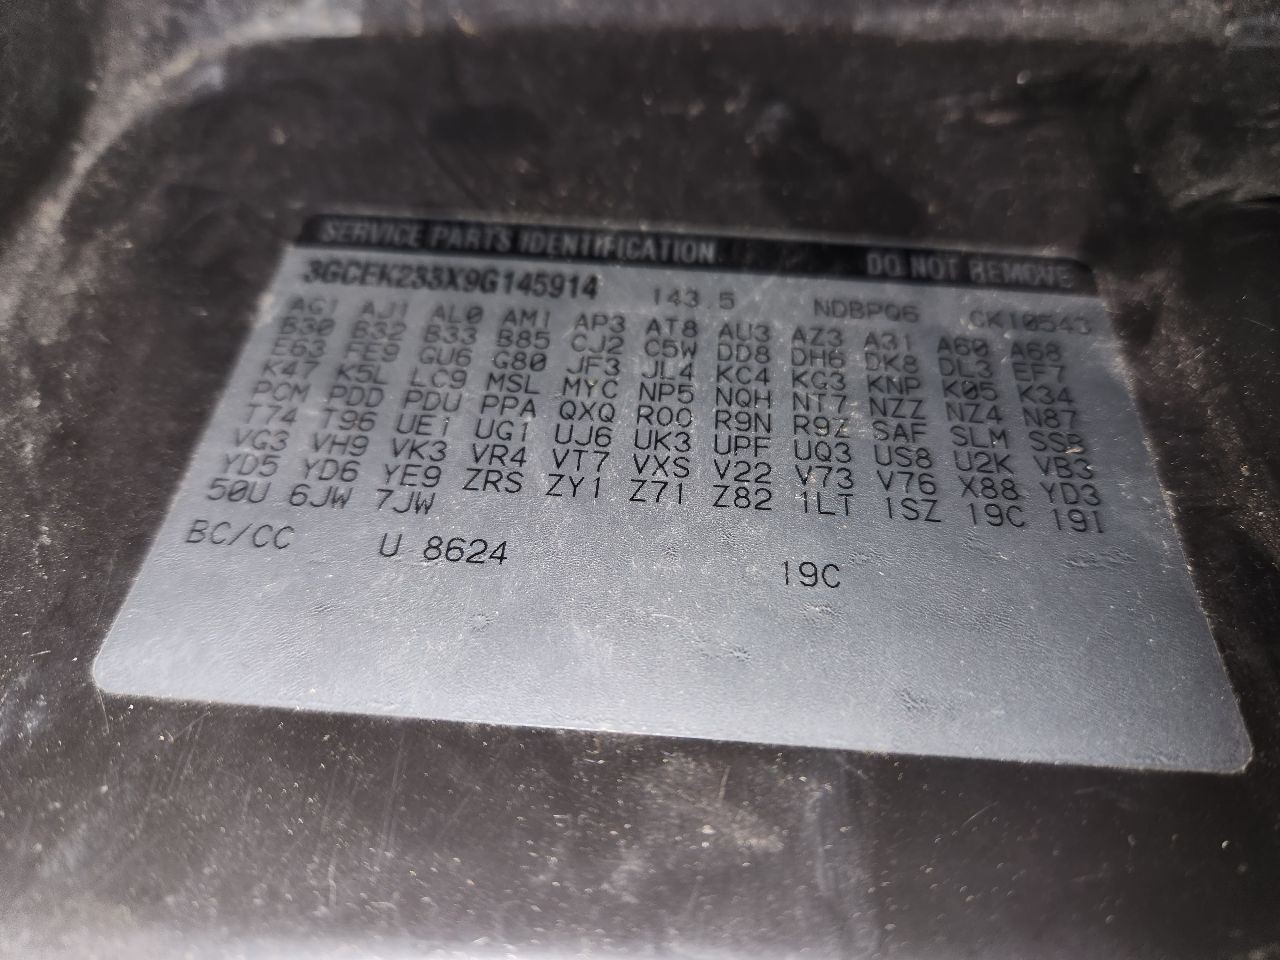 SERVICE PARTS IDENTIFICATION DO NOT REMOVE
3GCEK233X9G145914 143.5 NDBPQ6 CK10543
AG1 AJ1 AL0 AM1 AP3 AT8 AU3 AZ3 A31 A60 A68
B30 B32 B33 B85 CJ2 C5W DD8 DH6 DK8 DL3 EF7
E63 FE9 GU6 G80 JF3 JL4 KC4 KG3 KNP K05 K34
K47 K5L LC9 MSL MYC NP5 NQH NT7 NZZ NZ4 N87
PCM PDD PDU PPA QXQ R00 R9N R9Z SAF SLM SSB
T74 T96 UE1 UG1 UJ6 UK3 UPF UQ3 US8 U2K VB3
VG3 VH9 VK3 VR4 VT7 VXS V22 V73 V76 X88 YD3
YD5 YD6 YE9 ZRS ZY1 Z71 Z82 1LT 1SZ 19C 19I
50U 6JW 7JW
BC/CC U 8624 19C